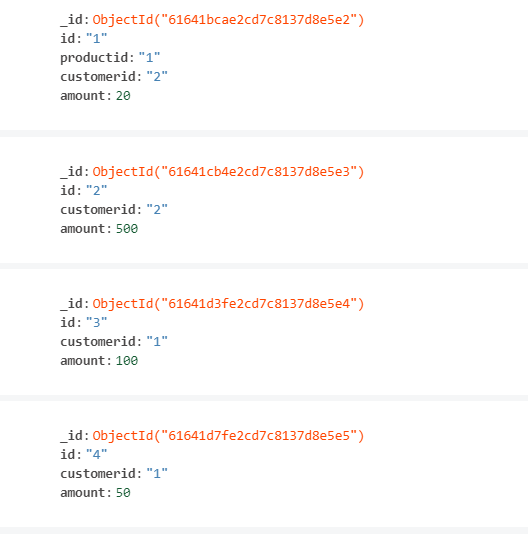 _id: ObjectId("61641bcae2cd7c8137d8e5e2")
id: "1"
productid: "1"
customerid: "2"
amount: 20
_id: ObjectId("61641cb4e2cd7c8137d8e5e3")
id: "2"
customerid: "2"
amount: 500
_id: ObjectId("61641d3fe2cd7c8137d8e5e4")
id: "3"
customerid: "1"
amount: 100
_id: ObjectId("61641d7fe2cd7c8137d8e5e5")
id: "4"
customerid: "1"
amount: 50